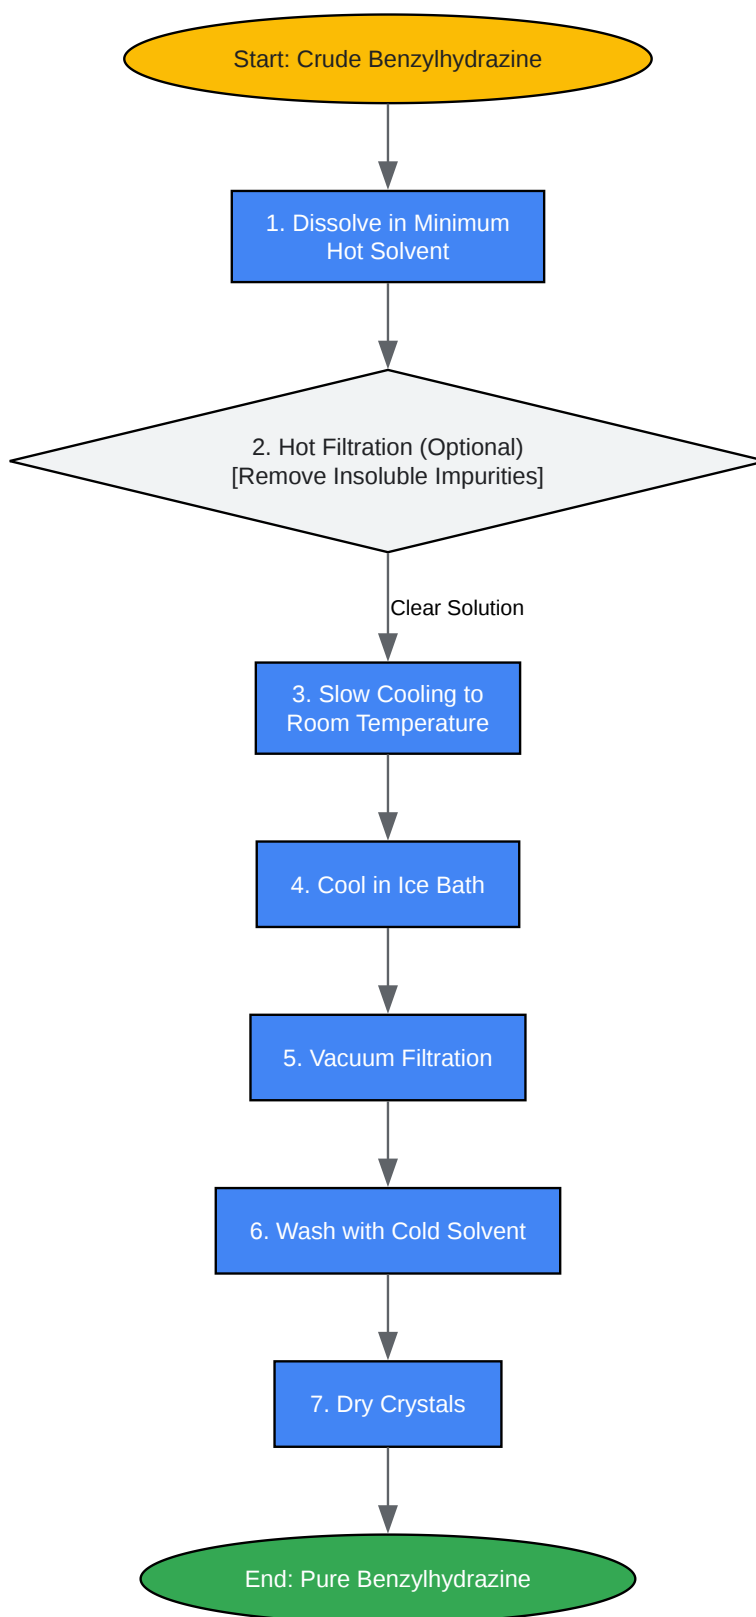 Start: Crude Benzylhydrazine
1. Dissolve in Minimum
Hot Solvent
2. Hot Filtration (Optional)
[Remove Insoluble Impurities]
Clear Solution
3. Slow Cooling to
Room Temperature
4. Cool in Ice Bath
5. Vacuum Filtration
6. Wash with Cold Solvent
7. Dry Crystals
End: Pure Benzylhydrazine